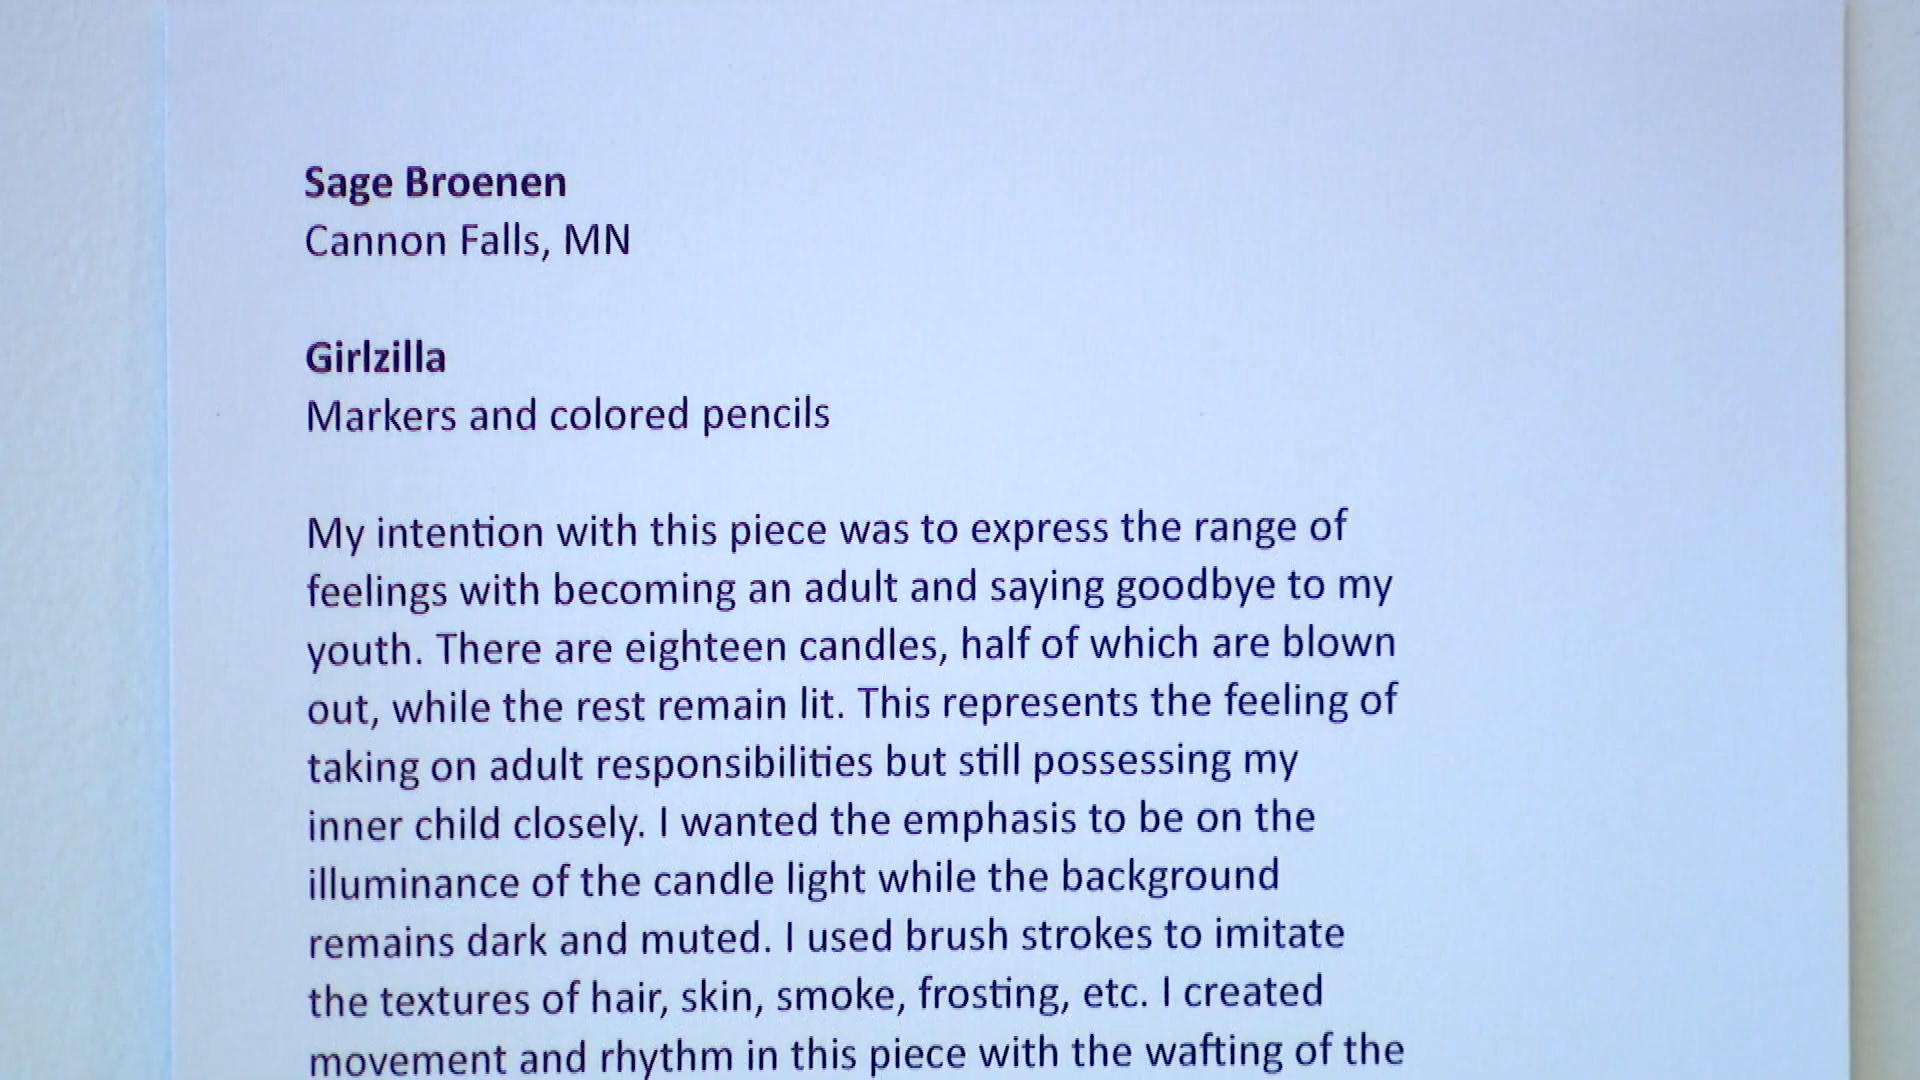 Sage Broenen
Cannon Falls, MN
Girlzilla
Markers and colored pencils
My intention with this piece was to express the range of
feelings with becoming an adult and saying goodbye to my
youth. There are eighteen candles, half of which are blown
out, while the rest remain lit. This represents the feeling of
taking on adult responsibilities but still possessing my
inner child closely. I wanted the emphasis to be on the
illuminance of the candle light while the background
remains dark and muted. I used brush strokes to imitate
the textures of hair, skin, smoke, frosting, etc. I created
movement and rhythm in this piece with the wafting of the